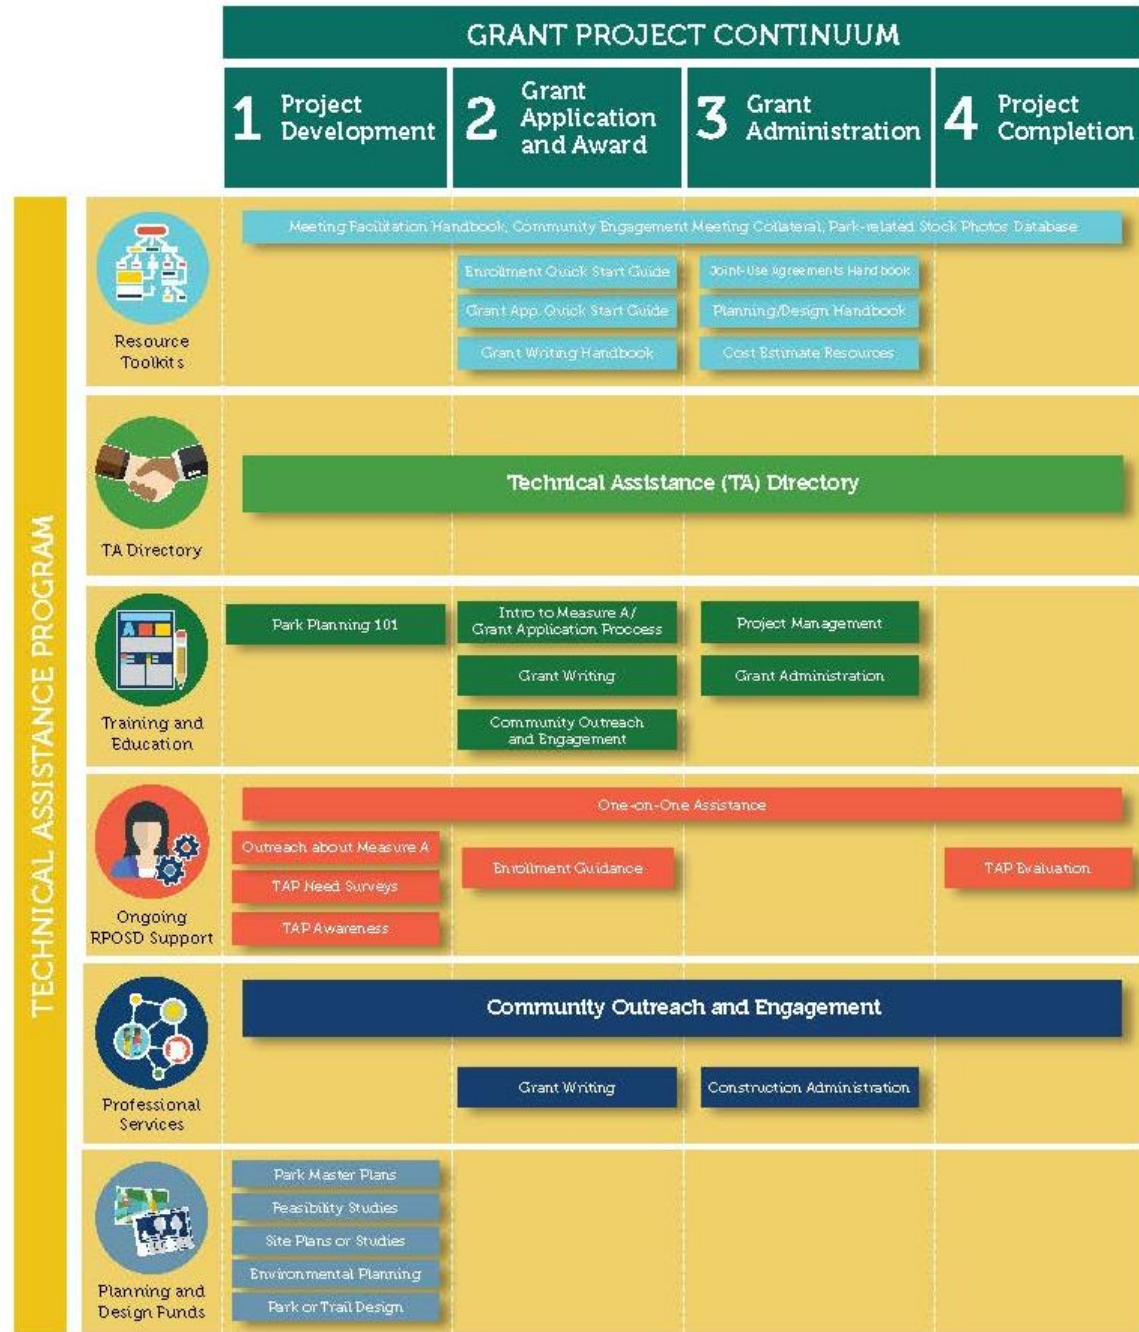 GRANT PROJECT CONTINUUM
1 Project
Development
2 Grant
Application
and Award
3 Grant
Administration
4 Project
Completion
TECHNICAL ASSISTANCE PROGRAM
Resource
Toolkits
Meeting Facilitation Handbook, Community Engagement Meeting Collateral, Park-related Stock Photos Database
Enrollment Quick Start Guide
Grant App. Quick Start Guide
Grant Writing Handbook
Joint-Use Agreements Handbook
Planning/Design Handbook
Cost Estimate Resources
TA Directory
Technical Assistance (TA) Directory
Training and
Education
Park Planning 101
Intro to Measure A/
Grant Application Proccess
Grant Writing
Community Outreach
and Engagement
Project Management
Grant Administration
Ongoing
RPOSD Support
One-on-One Assistance
Outreach about Measure A
TAP Need Surveys
TAP Awareness
Enrollment Guidance
TAP Evaluation
Professional
Services
Community Outreach and Engagement
Grant Writing
Construction Administration
Planning and
Design Funds
Park Master Plans
Feasibility Studies
Site Plans or Studies
Environmental Planning
Park or Trail Design